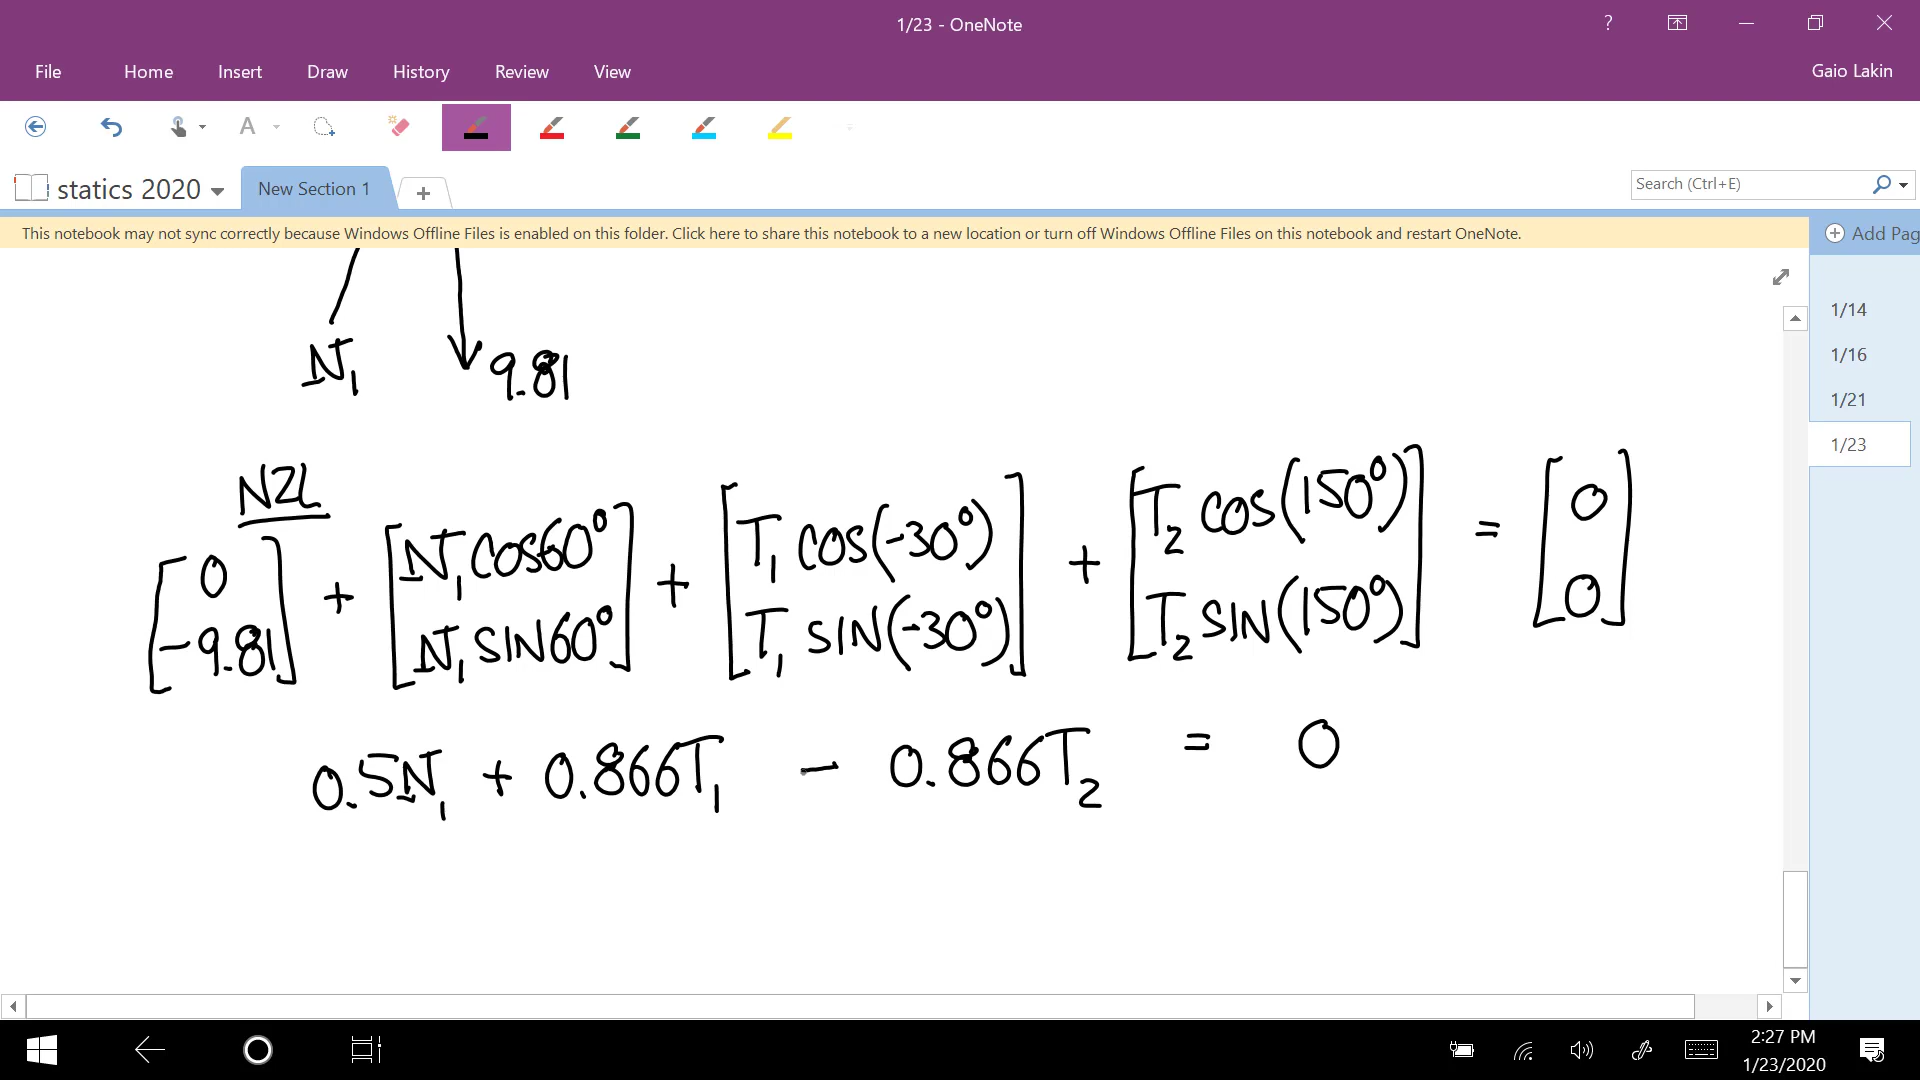 1/23 - OneNote
?
File Home Insert Draw History Review View
Gaio Lakin
A
statics 2020
New Section 1
+
Search (Ctrl+E)
This notebook may not sync correctly because Windows Offline Files is enabled on this folder. Click here to share this notebook to a new location or turn off Windows Offline Files on this notebook and restart OneNote.
Add Pag
1/14
1/16
1/21
1/23
N₁ 9.81
N2L
[0 -9.81] + [N₁cos60° N₁SIN60°] + [T₁ cos(-30°) T₁ SIN(-30°)] + [T₂ cos(150°) T₂ SIN(150°)] = [0 0]
0.5N₁ + 0.866T₁ - 0.866T₂ = 0
2:27 PM
1/23/2020